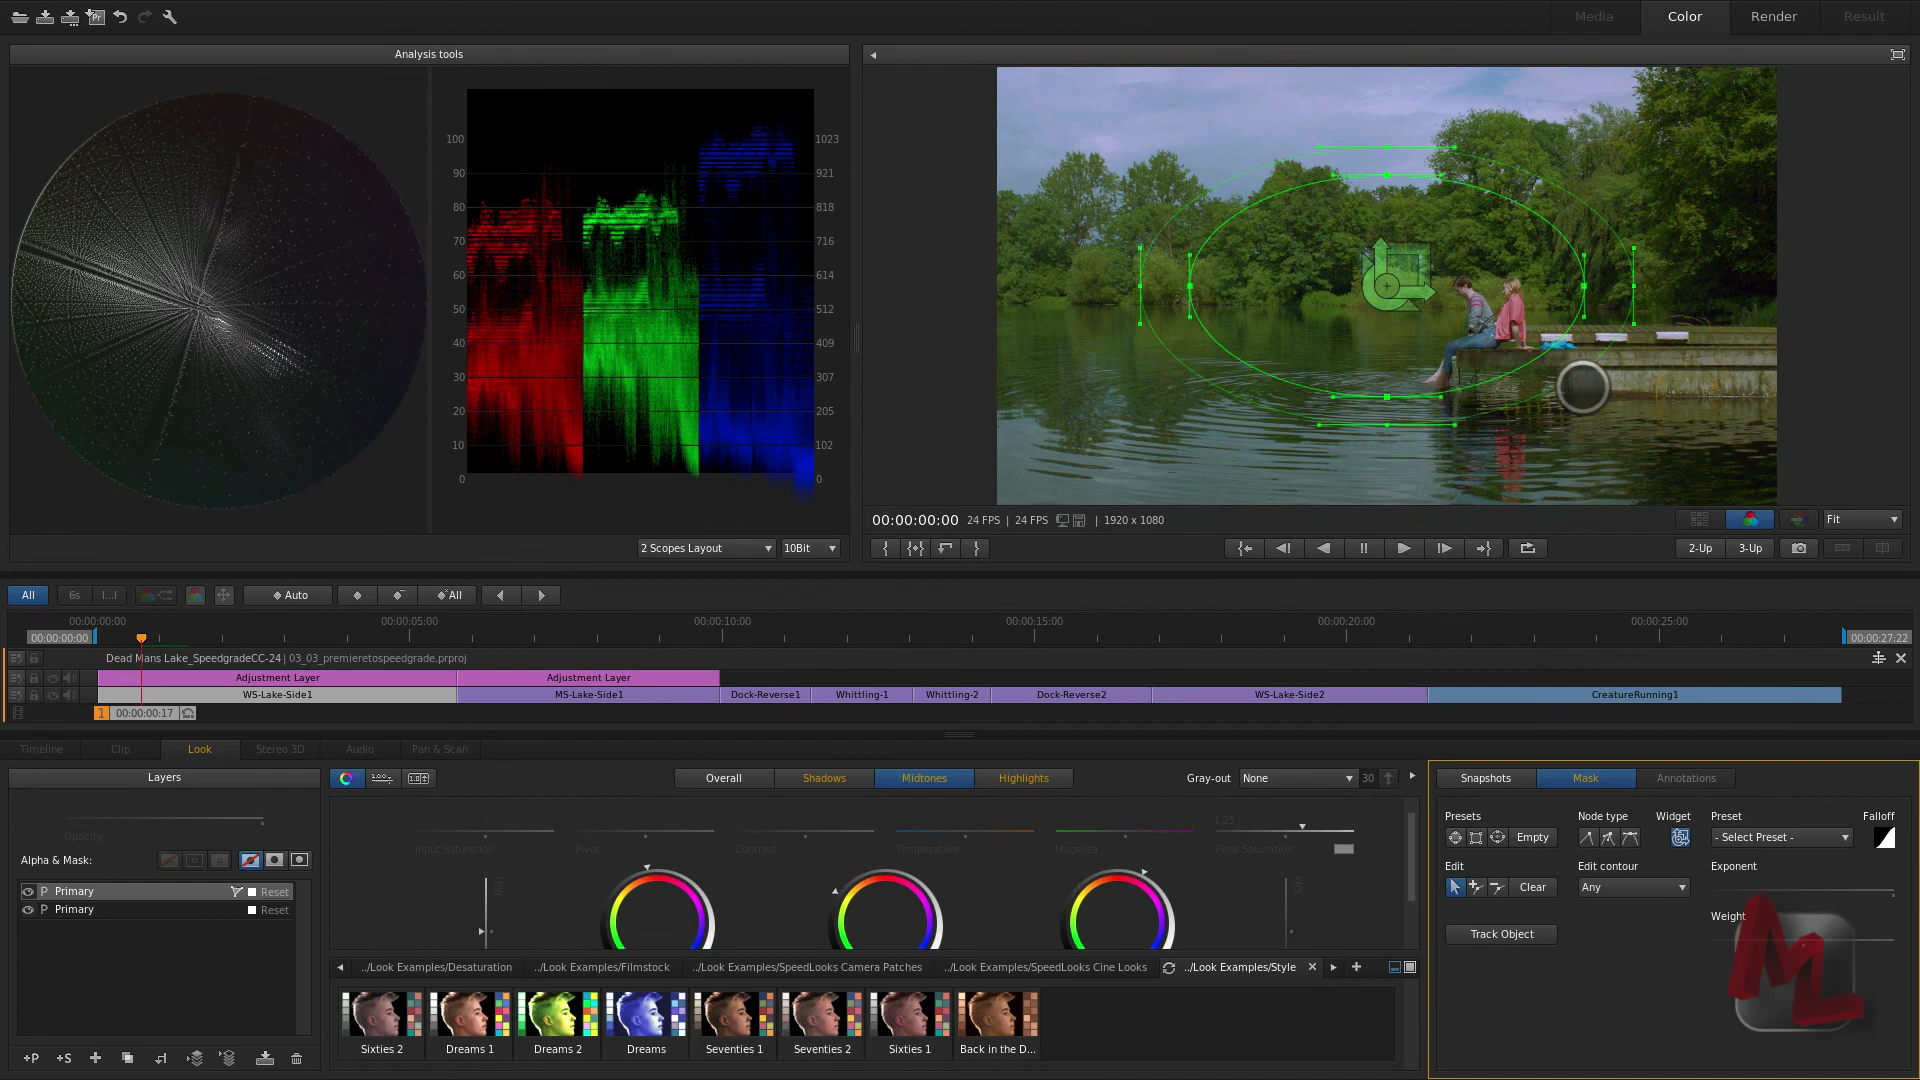 Media
Color
Render
Result
Analysis tools
100 1023
90 921
80 818
70 716
60 614
50 512
40 409
30 307
20 205
10 102
0 0
2 Scopes Layout
10Bit
00:00:00:00 24 FPS | 24 FPS | 1920 x 1080
Fit
2-Up
3-Up
All
6s
Auto
All
00:00:00:00 00:00:05:00 00:00:10:00 00:00:15:00 00:00:20:00 00:00:25:00
00:00:00:00
00:00:27:22
Dead Mans Lake_SpeedgradeCC-24 | 03_03_premieretospeedgrade.prproj
Adjustment Layer Adjustment Layer
WS-Lake-Side1 MS-Lake-Side1 Dock-Reverse1 Whittling-1 Whittling-2 Dock-Reverse2 WS-Lake-Side2 CreatureRunning1
1 00:00:00:17
Timeline Clip Look Stereo 3D Audio Pan & Scan
Layers
Opacity
Alpha & Mask:
P Primary Reset
P Primary Reset
+P +S
Overall Shadows Midtones Highlights
Gray-out None 30
1.25
Input Saturation Pivot Contrast Temperature Magenta Final Saturation
../Look Examples/Desaturation ../Look Examples/Filmstock ../Look Examples/SpeedLooks Camera Patches ../Look Examples/SpeedLooks Cine Looks ../Look Examples/Style
Sixties 2 Dreams 1 Dreams 2 Dreams Seventies 1 Seventies 2 Sixties 1 Back in the D...
Snapshots Mask Annotations
Presets Node type Widget Preset Falloff
Empty - Select Preset -
Edit Edit contour Exponent
Clear Any
Weight
Track Object
ML